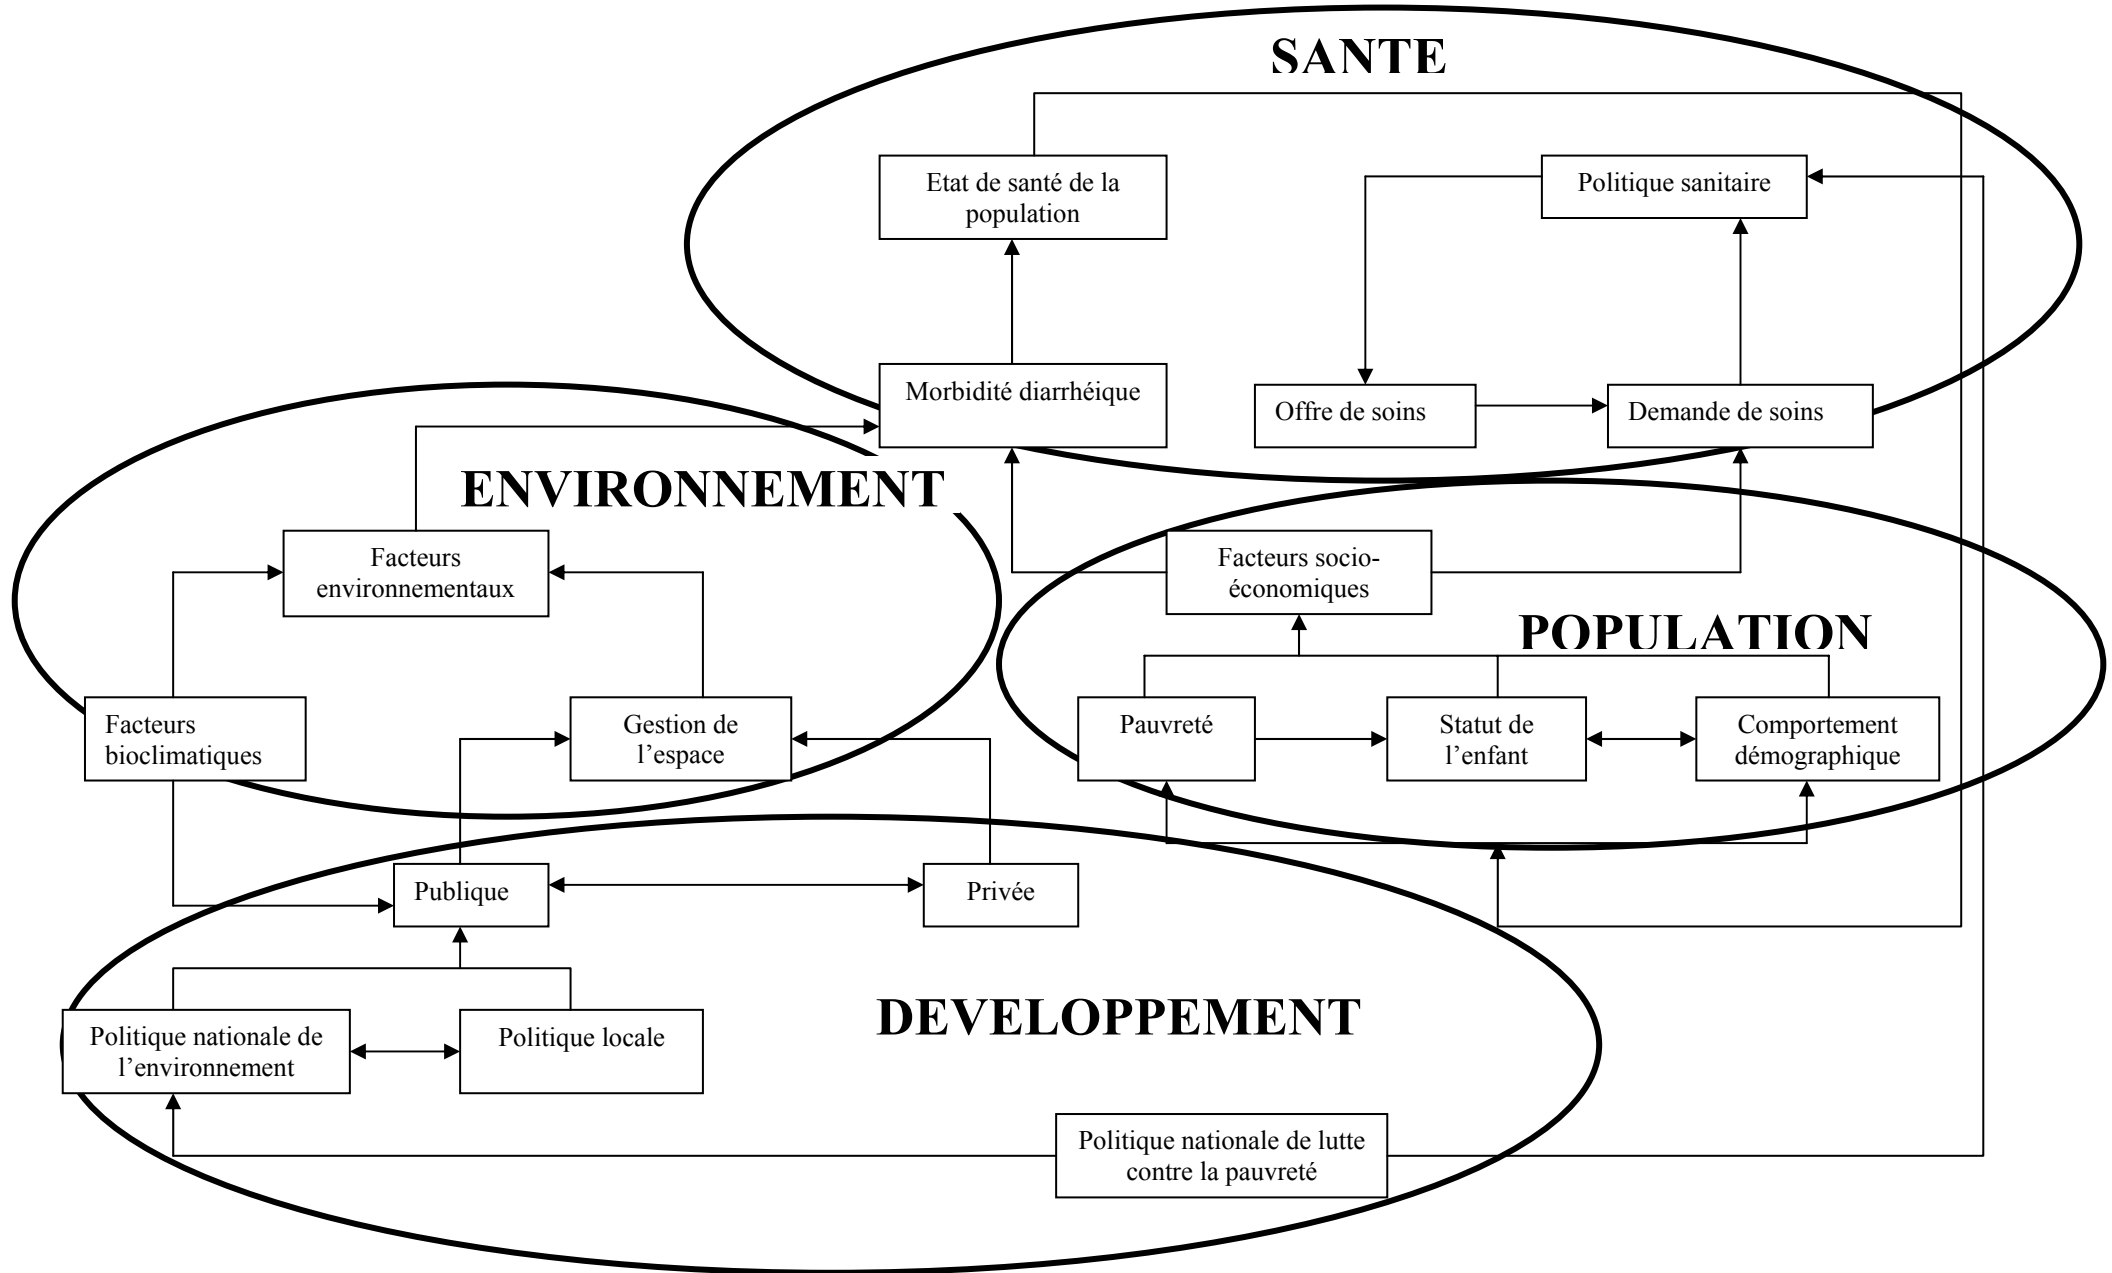 SANTE
Etat de santé de la
population
Politique sanitaire
Morbidité diarrhéique
Offre de soins
Demande de soins
ENVIRONNEMENT
Facteurs
environnementaux
Facteurs socio-
économiques
POPULATION
Facteurs
bioclimatiques
Gestion de
l’espace
Pauvreté
Statut de
l’enfant
Comportement
démographique
Publique
Privée
DEVELOPPEMENT
Politique nationale de
l’environnement
Politique locale
Politique nationale de lutte
contre la pauvreté